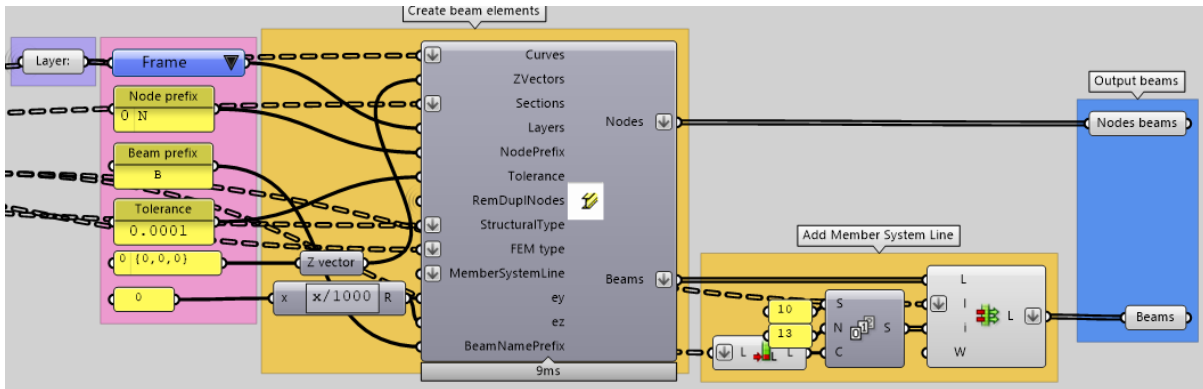 Create beam elements
Layer:
Frame
Node prefix
0 N
Beam prefix
B
Tolerance
0.0001
0 {0,0,0}
Z vector
0
x x/1000 R
Curves
ZVectors
Sections
Layers
NodePrefix
Tolerance
RemDuplNodes
StructuralType
FEM type
MemberSystemLine
ey
ez
BeamNamePrefix
Nodes
Beams
9ms
Add Member System Line
10
13
L L
S
N S
C
L
I L
i
W
Output beams
Nodes beams
Beams